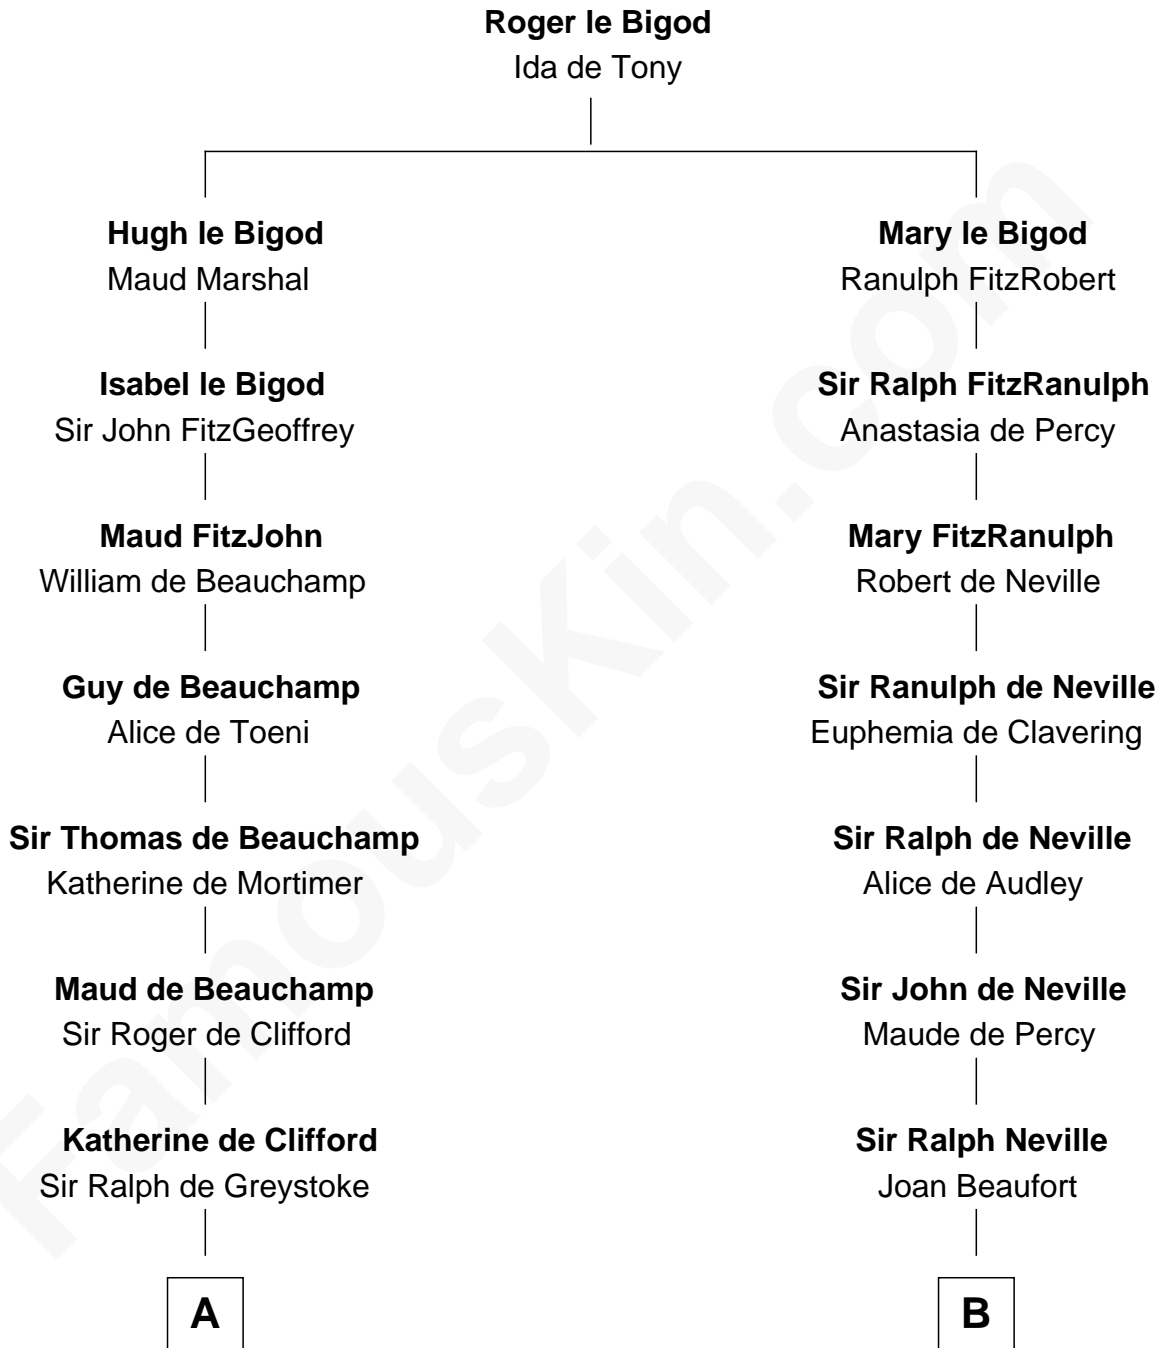 Roger le Bigod
Ida de Tony
Hugh le Bigod
Maud Marshal
Mary le Bigod
Ranulph FitzRobert
Isabel le Bigod
Sir John FitzGeoffrey
Sir Ralph FitzRanulph
Anastasia de Percy
Maud FitzJohn
William de Beauchamp
Mary FitzRanulph
Robert de Neville
Guy de Beauchamp
Alice de Toeni
Sir Ranulph de Neville
Euphemia de Clavering
Sir Thomas de Beauchamp
Katherine de Mortimer
Sir Ralph de Neville
Alice de Audley
Maud de Beauchamp
Sir Roger de Clifford
Sir John de Neville
Maude de Percy
Katherine de Clifford
Sir Ralph de Greystoke
Sir Ralph Neville
Joan Beaufort
A
B
FamousKin.com